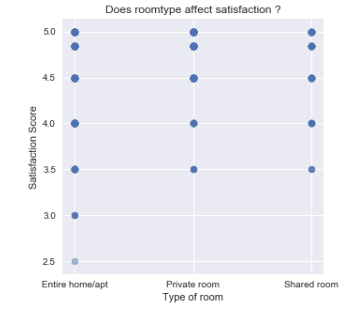 Does roomtype affect satisfaction ?
5.0
4.5
4.0
3.5
3.0
2.5
Satisfaction Score
Entire home/apt Private room Shared room
Type of room